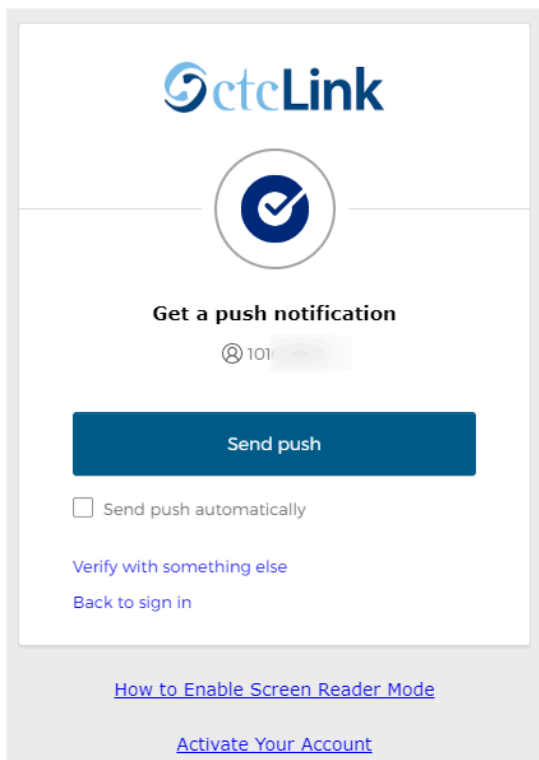 ctcLink
Get a push notification
101
Send push
Send push automatically
Verify with something else
Back to sign in
How to Enable Screen Reader Mode
Activate Your Account